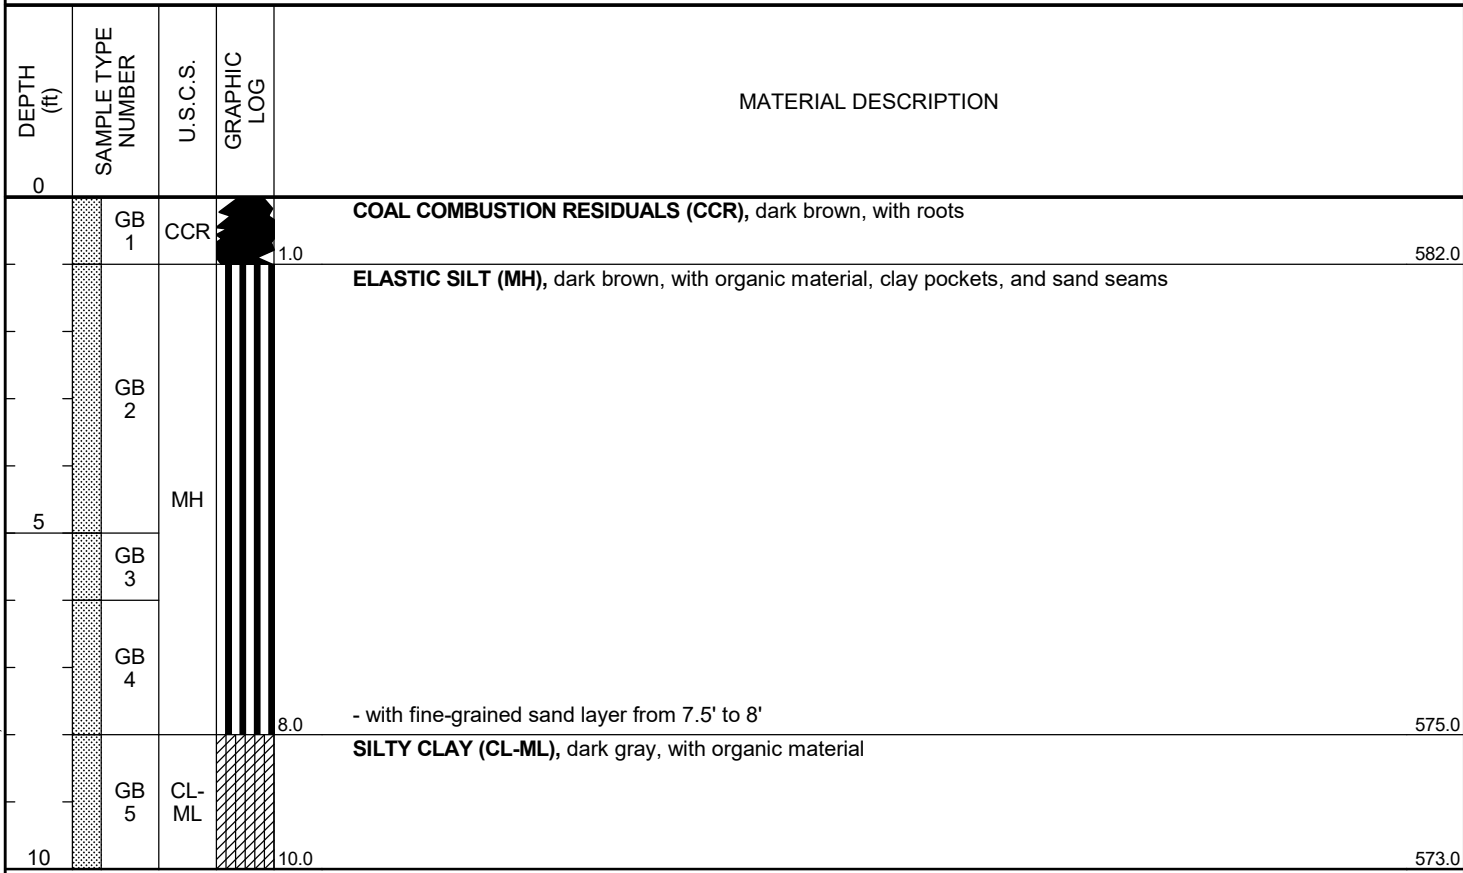 DEPTH
(ft)
SAMPLE TYPE
NUMBER
U.S.C.S.
GRAPHIC
LOG
MATERIAL DESCRIPTION
0
GB
1
CCR
COAL COMBUSTION RESIDUALS (CCR), dark brown, with roots
1.0
582.0
ELASTIC SILT (MH), dark brown, with organic material, clay pockets, and sand seams
GB
2
MH
5
GB
3
GB
4
- with fine-grained sand layer from 7.5' to 8'
8.0
575.0
SILTY CLAY (CL-ML), dark gray, with organic material
GB
5
CL-
ML
10
10.0
573.0